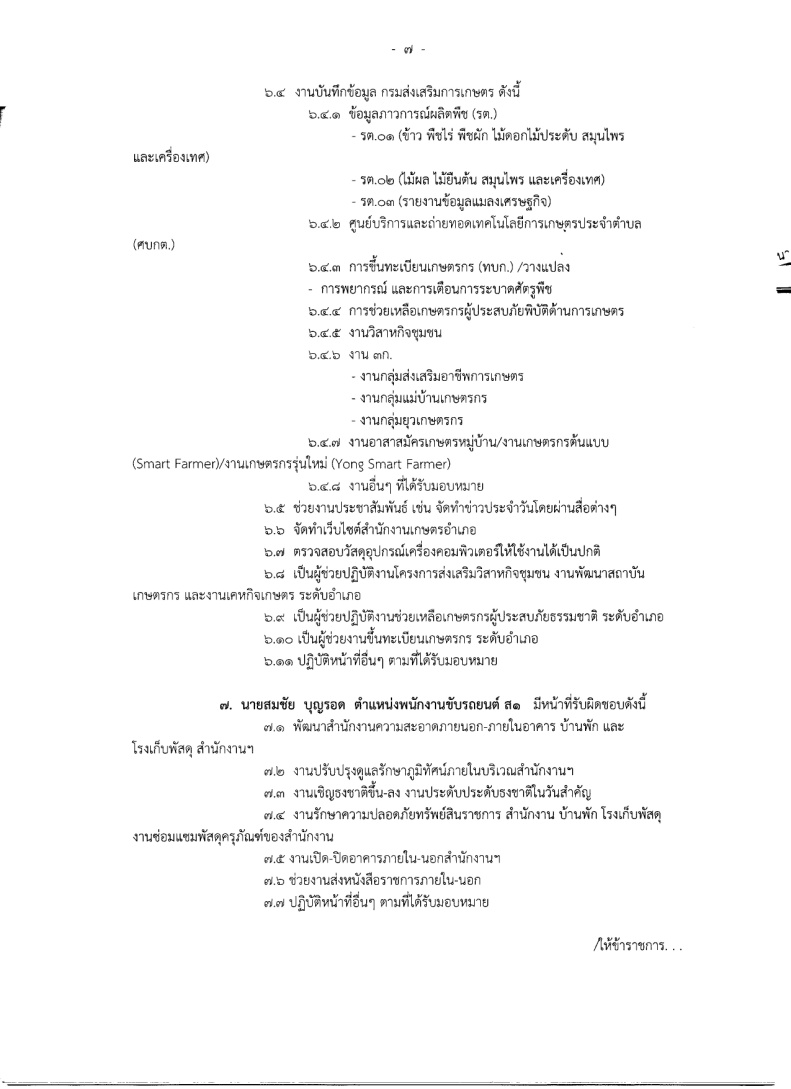 - ๗ -
๖.๔ งานบันทึกข้อมูล กรมส่งเสริมการเกษตร ดังนี้
๖.๔.๑ ข้อมูลภาวการณ์ผลิตพืช (รต.)
- รต.๐๑ (ข้าว พืชไร่ พืชผัก ไม้ดอกไม้ประดับ สมุนไพร
และเครื่องเทศ)
- รต.๐๒ (ไม้ผล ไม้ยืนต้น สมุนไพร และเครื่องเทศ)
- รต.๐๓ (รายงานข้อมูลแมลงเศรษฐกิจ)
๖.๔.๒ ศูนย์บริการและถ่ายทอดเทคโนโลยีการเกษตรประจำตำบล
(ศบกต.)
๖.๔.๓ การขึ้นทะเบียนเกษตรกร (ทบก.) /วางแปลง
- การพยากรณ์ และการเตือนการระบาดศัตรูพืช
๖.๔.๔ การช่วยเหลือเกษตรกรผู้ประสบภัยพิบัติด้านการเกษตร
๖.๔.๕ งานวิสาหกิจชุมชน
๖.๔.๖ งาน ๓ก.
- งานกลุ่มส่งเสริมอาชีพการเกษตร
- งานกลุ่มแม่บ้านเกษตรกร
- งานกลุ่มยุวเกษตรกร
๖.๔.๗ งานอาสาสมัครเกษตรหมู่บ้าน/งานเกษตรกรต้นแบบ
(Smart Farmer)/งานเกษตรกรรุ่นใหม่ (Yong Smart Farmer)
๖.๔.๘ งานอื่นๆ ที่ได้รับมอบหมาย
๖.๕ ช่วยงานประชาสัมพันธ์ เช่น จัดทำข่าวประจำวันโดยผ่านสื่อต่างๆ
๖.๖ จัดทำเว็บไซต์สำนักงานเกษตรอำเภอ
๖.๗ ตรวจสอบวัสดุอุปกรณ์เครื่องคอมพิวเตอร์ให้ใช้งานได้เป็นปกติ
๖.๘ เป็นผู้ช่วยปฏิบัติงานโครงการส่งเสริมวิสาหกิจชุมชน งานพัฒนาสถาบัน
เกษตรกร และงานเคหกิจเกษตร ระดับอำเภอ
๖.๙ เป็นผู้ช่วยปฏิบัติงานช่วยเหลือเกษตรกรผู้ประสบภัยธรรมชาติ ระดับอำเภอ
๖.๑๐ เป็นผู้ช่วยงานขึ้นทะเบียนเกษตรกร ระดับอำเภอ
๖.๑๑ ปฏิบัติหน้าที่อื่นๆ ตามที่ได้รับมอบหมาย
๗. นายสมชัย บุญรอด ตำแหน่งพนักงานขับรถยนต์ ส๑ มีหน้าที่รับผิดชอบดังนี้
๗.๑ พัฒนาสำนักงานความสะอาดภายนอก-ภายในอาคาร บ้านพัก และ
โรงเก็บพัสดุ สำนักงานฯ
๗.๒ งานปรับปรุงดูแลรักษาภูมิทัศน์ภายในบริเวณสำนักงานฯ
๗.๓ งานเชิญธงชาติขึ้น-ลง งานประดับประดับธงชาติในวันสำคัญ
๗.๔ งานรักษาความปลอดภัยทรัพย์สินราชการ สำนักงาน บ้านพัก โรงเก็บพัสดุ
งานซ่อมแซมพัสดุครุภัณฑ์ของสำนักงาน
๗.๕ งานเปิด-ปิดอาคารภายใน-นอกสำนักงานฯ
๗.๖ ช่วยงานส่งหนังสือราชการภายใน-นอก
๗.๗ ปฏิบัติหน้าที่อื่นๆ ตามที่ได้รับมอบหมาย
/ให้ข้าราชการ. . .